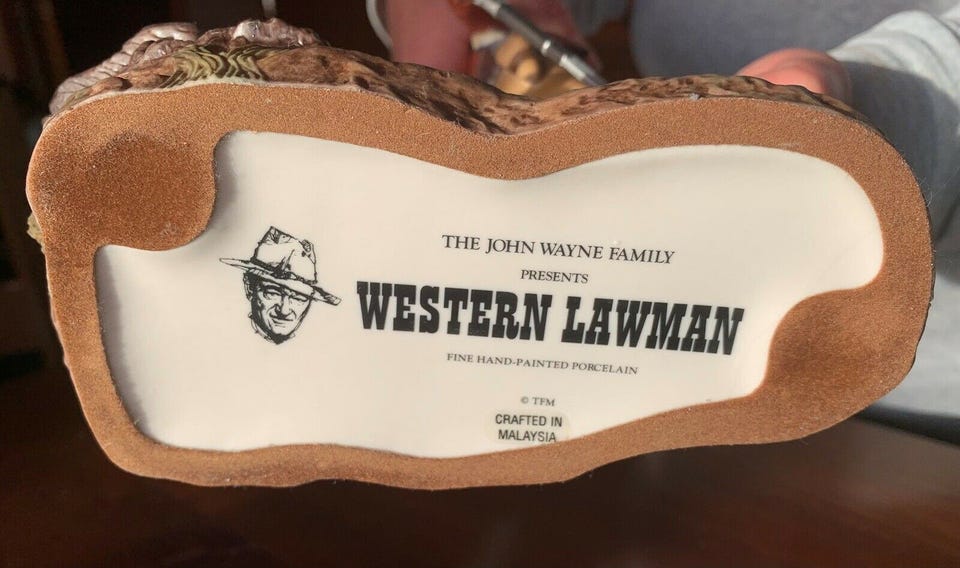 THE JOHN WAYNE FAMILY
PRESENTS
WESTERN LAWMAN
FINE HAND-PAINTED PORCELAIN
© TFM
CRAFTED IN
MALAYSIA